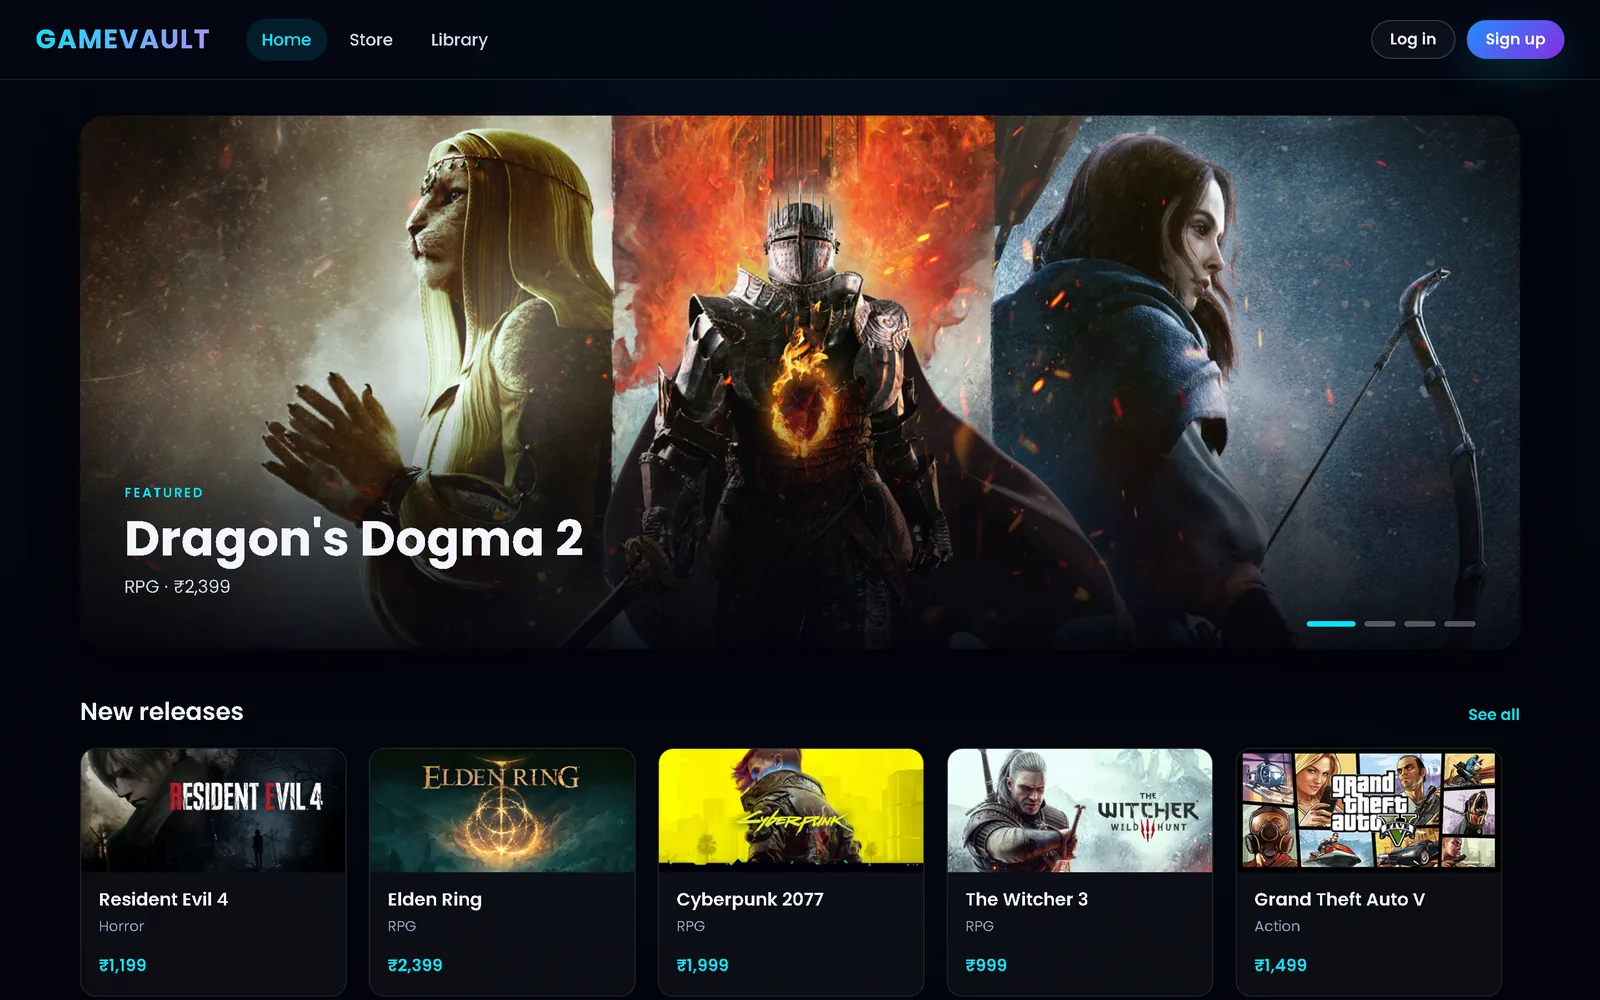 GAMEVAULT
Home
Store
Library
Log in
Sign up
FEATURED
Dragon's Dogma 2
RPG · ₹2,399
New releases
See all
RESIDENT EVIL 4
ELDEN RING
Cyberpunk
THE
WITCHER
WILD HUNT
grand
theft
auto
V
Resident Evil 4
Horror
₹1,199
Elden Ring
RPG
₹2,399
Cyberpunk 2077
RPG
₹1,999
The Witcher 3
RPG
₹999
Grand Theft Auto V
Action
₹1,499